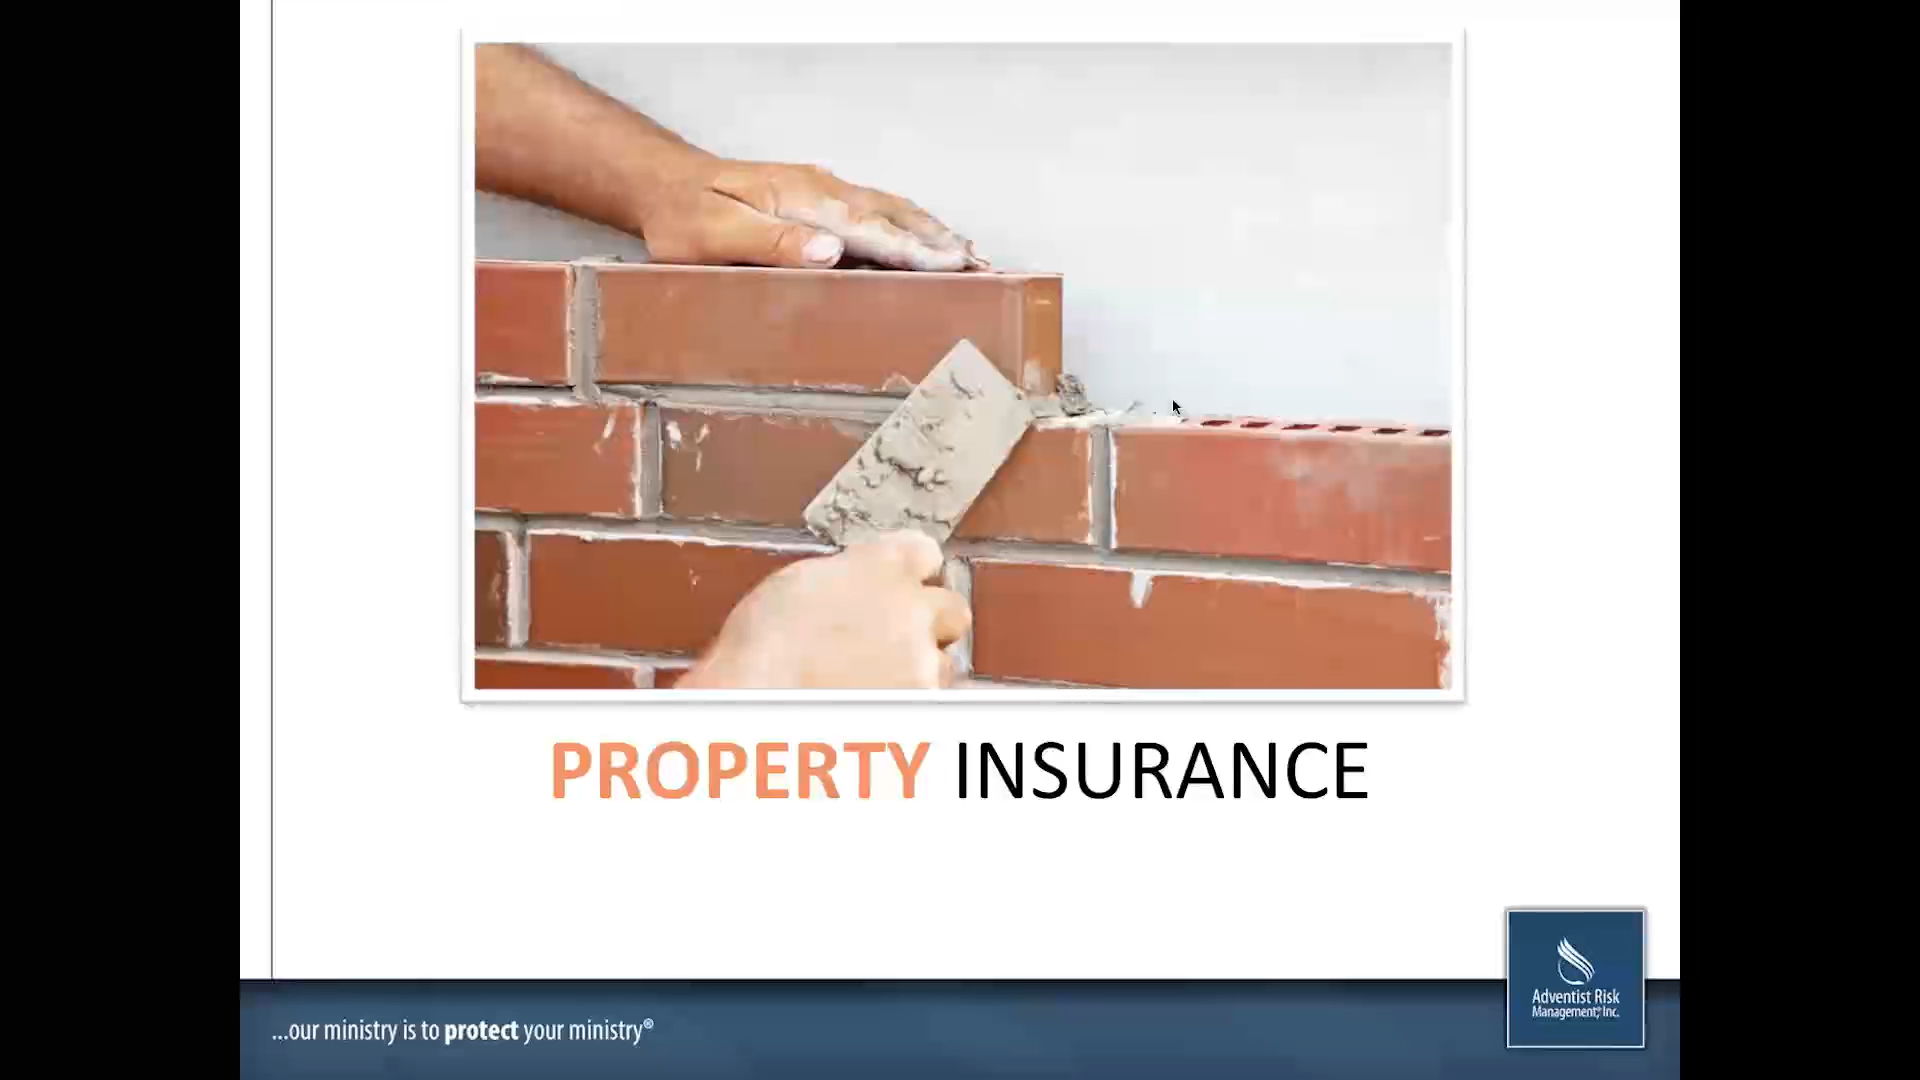 PROPERTY INSURANCE
...our ministry is to protect your ministry®
Adventist Risk
Management, Inc.